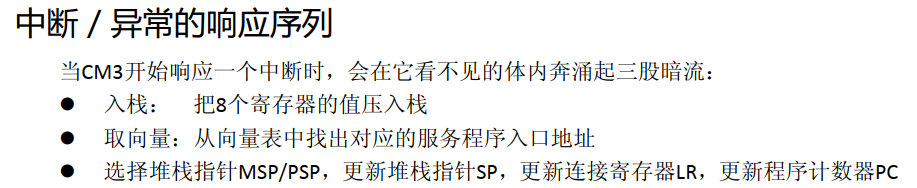 中断 / 异常的响应序列
当CM3开始响应一个中断时，会在它看不见的体内奔涌起三股暗流：
● 入栈： 把8个寄存器的值压入栈
● 取向量：从向量表中找出对应的服务程序入口地址
● 选择堆栈指针MSP/PSP，更新堆栈指针SP，更新连接寄存器LR，更新程序计数器PC